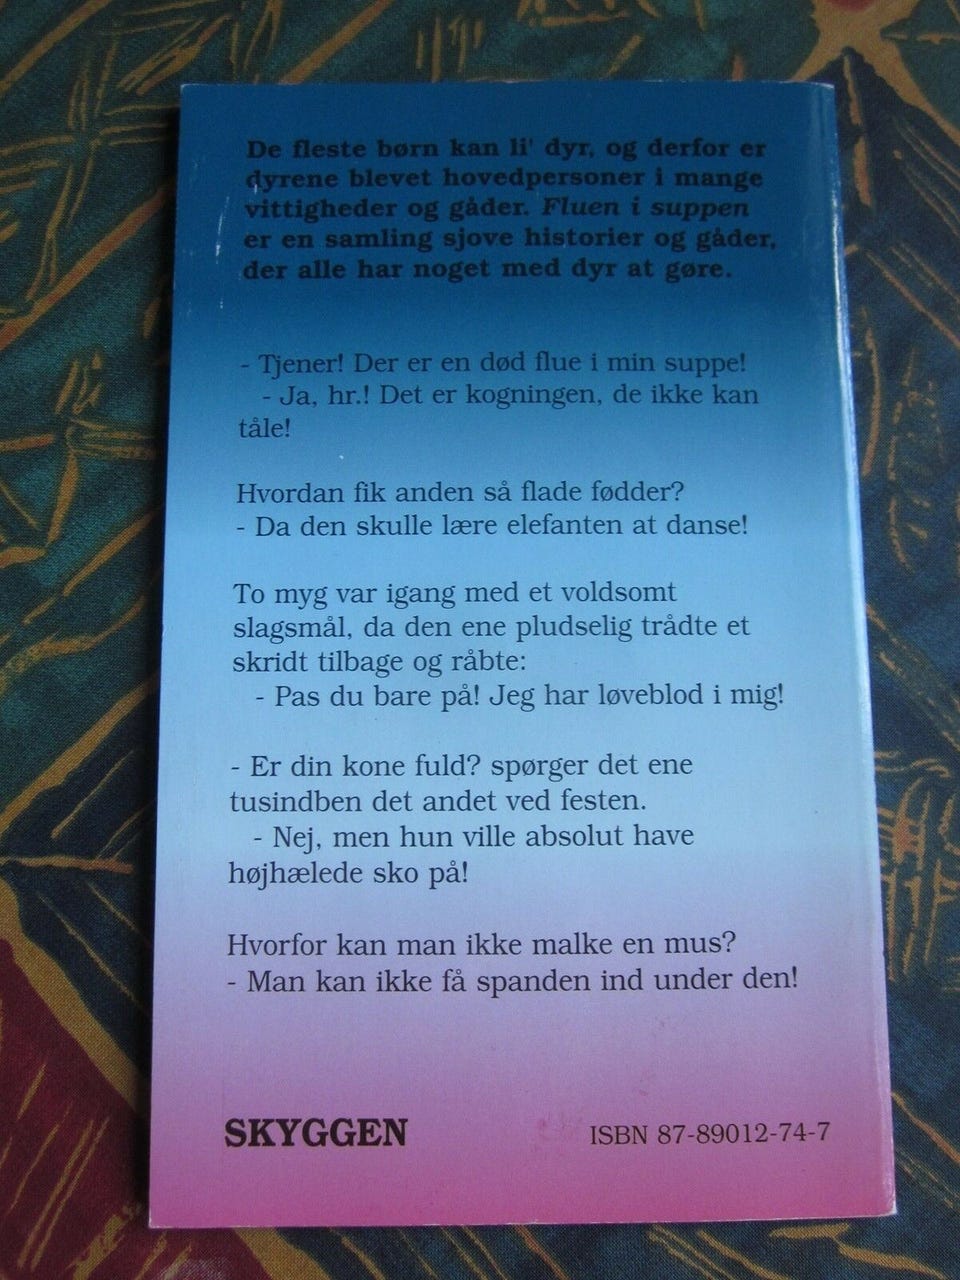 De fleste børn kan li' dyr, og derfor er
dyrene blevet hovedpersoner i mange
vittigheder og gåder. Fluen i suppen
er en samling sjove historier og gåder,
der alle har noget med dyr at gøre.
- Tjener! Der er en død flue i min suppe!
- Ja, hr.! Det er kogningen, de ikke kan
tåle!
Hvordan fik anden så flade fødder?
- Da den skulle lære elefanten at danse!
To myg var igang med et voldsomt
slagsmål, da den ene pludselig trådte et
skridt tilbage og råbte:
- Pas du bare på! Jeg har løveblod i mig!
- Er din kone fuld? spørger det ene
tusindben det andet ved festen.
- Nej, men hun ville absolut have
højhælede sko på!
Hvorfor kan man ikke malke en mus?
- Man kan ikke få spanden ind under den!
SKYGGEN
ISBN 87-89012-74-7